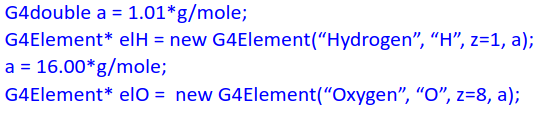 G4double a = 1.01*g/mole;
G4Element* elH = new G4Element(“Hydrogen”, “H”, z=1, a);
a = 16.00*g/mole;
G4Element* elO =  new G4Element(“Oxygen”, “O”, z=8, a);